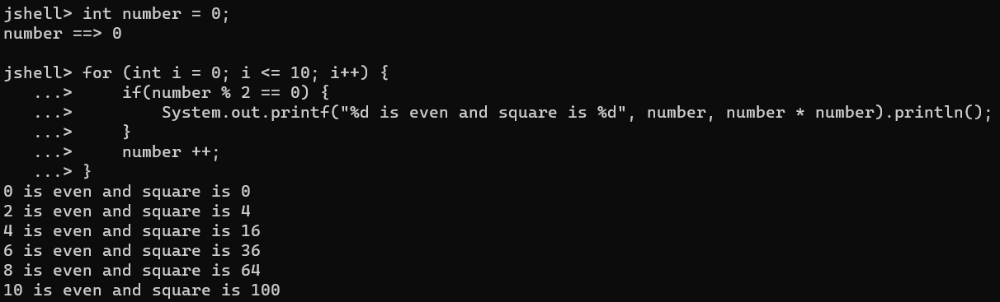 jshell> int number = 0;
number ==> 0

jshell> for (int i = 0; i <= 10; i++) {
   ...>     if(number % 2 == 0) {
   ...>         System.out.printf("%d is even and square is %d", number, number * number).println();
   ...>     }
   ...>     number ++;
   ...> }
0 is even and square is 0
2 is even and square is 4
4 is even and square is 16
6 is even and square is 36
8 is even and square is 64
10 is even and square is 100